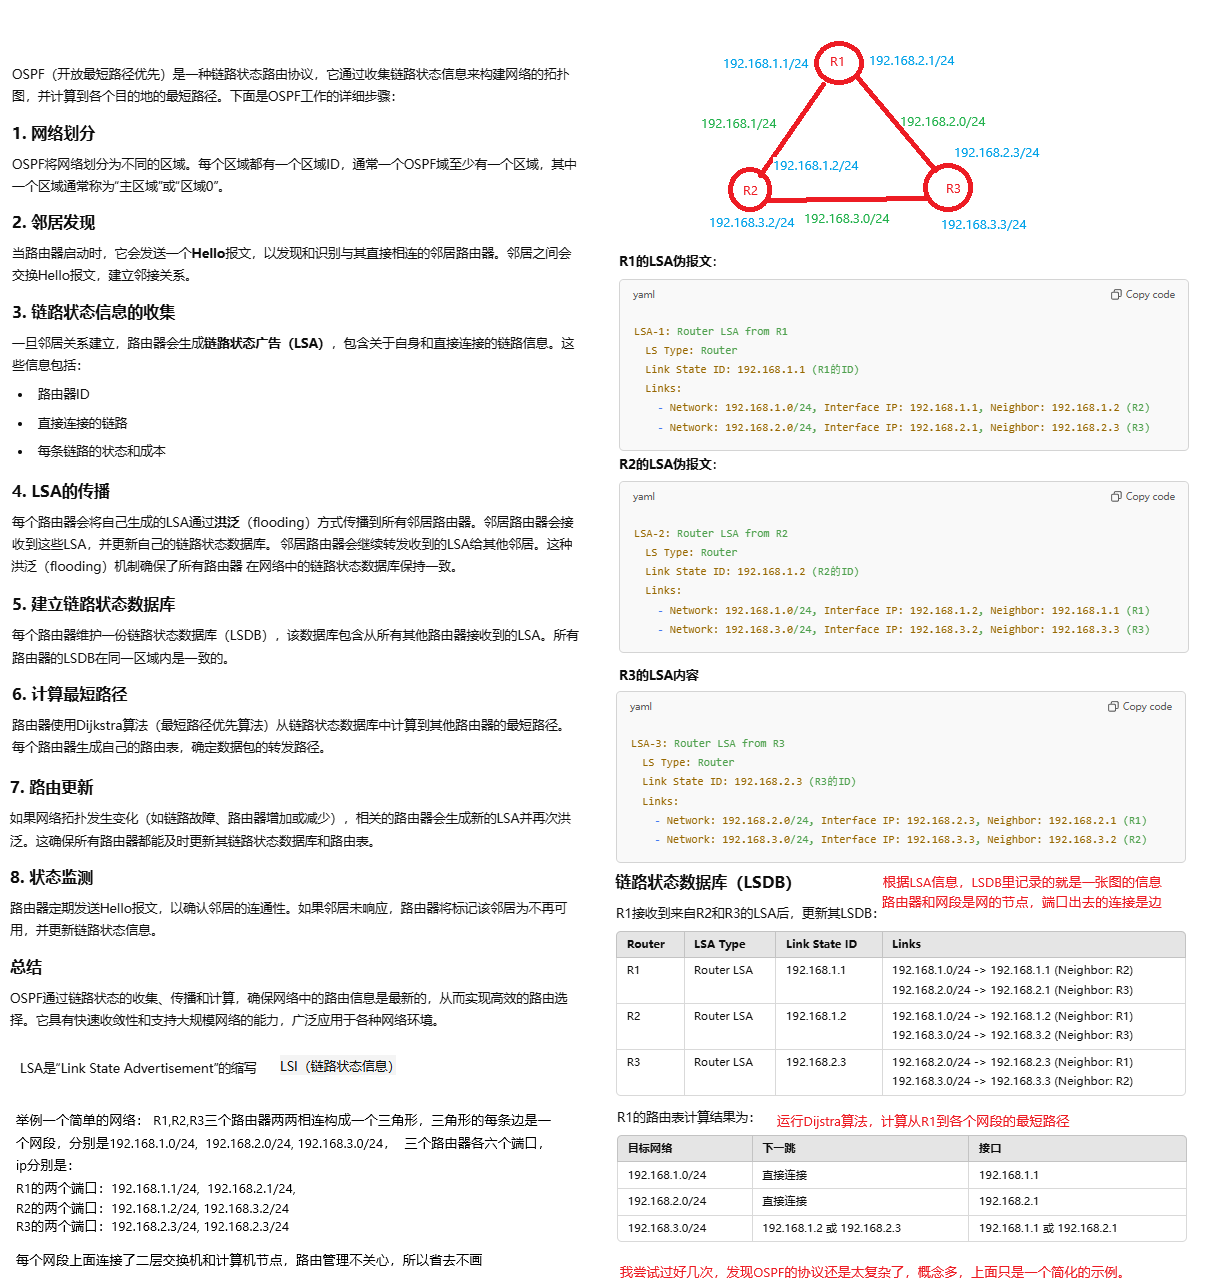 OSPF（开放最短路径优先）是一种链路状态路由协议，它通过收集链路状态信息来构建网络的拓扑
图，并计算到各个目的地的最短路径。下面是OSPF工作的详细步骤：
1. 网络划分
OSPF将网络划分为不同的区域。每个区域都有一个区域ID，通常一个OSPF域至少有一个区域，其中
一个区域通常称为“主区域”或“区域0”。
2. 邻居发现
当路由器启动时，它会发送一个Hello报文，以发现和识别与其直接相连的邻居路由器。邻居之间会
交换Hello报文，建立邻接关系。
3. 链路状态信息的收集
一旦邻居关系建立，路由器会生成链路状态广告（LSA），包含关于自身和直接连接的链路信息。这
些信息包括：
• 路由器ID
• 直接连接的链路
• 每条链路的状态和成本
4. LSA的传播
每个路由器会将自己生成的LSA通过洪泛（flooding）方式传播到所有邻居路由器。邻居路由器会接
收到这些LSA，并更新自己的链路状态数据库。 邻居路由器会继续转发收到的LSA给其他邻居。这种
洪泛（flooding）机制确保了所有路由器 在网络中的链路状态数据库保持一致。
5. 建立链路状态数据库
每个路由器维护一份链路状态数据库（LSDB），该数据库包含从所有其他路由器接收到的LSA。所有
路由器的LSDB在同一区域内是一致的。
6. 计算最短路径
路由器使用Dijkstra算法（最短路径优先算法）从链路状态数据库中计算到其他路由器的最短路径。
每个路由器生成自己的路由表，确定数据包的转发路径。
7. 路由更新
如果网络拓扑发生变化（如链路故障、路由器增加或减少），相关的路由器会生成新的LSA并再次洪
泛。这确保所有路由器都能及时更新其链路状态数据库和路由表。
8. 状态监测
路由器定期发送Hello报文，以确认邻居的连通性。如果邻居未响应，路由器将标记该邻居为不再可
用，并更新链路状态信息。
总结
OSPF通过链路状态的收集、传播和计算，确保网络中的路由信息是最新的，从而实现高效的路由选
择。它具有快速收敛性和支持大规模网络的能力，广泛应用于各种网络环境。
LSA是“Link State Advertisement”的缩写 LSI（链路状态信息）
举例一个简单的网络： R1,R2,R3三个路由器两两相连构成一个三角形，三角形的每条边是一
个网段，分别是192.168.1.0/24, 192.168.2.0/24, 192.168.3.0/24， 三个路由器各六个端口，
ip分别是：
R1的两个端口：192.168.1.1/24, 192.168.2.1/24,
R2的两个端口：192.168.1.2/24, 192.168.3.2/24
R3的两个端口：192.168.2.3/24, 192.168.2.3/24
每个网段上面连接了二层交换机和计算机节点，路由管理不关心，所以省去不画
192.168.1.1/24 R1 192.168.2.1/24
192.168.1/24 192.168.2.0/24
192.168.1.2/24 192.168.2.3/24
R2 R3
192.168.3.2/24 192.168.3.0/24 192.168.3.3/24
R1的LSA伪报文：
yaml Copy code
LSA-1: Router LSA from R1
LS Type: Router
Link State ID: 192.168.1.1 (R1的ID)
Links:
- Network: 192.168.1.0/24, Interface IP: 192.168.1.1, Neighbor: 192.168.1.2 (R2)
- Network: 192.168.2.0/24, Interface IP: 192.168.2.1, Neighbor: 192.168.2.3 (R3)
R2的LSA伪报文：
yaml Copy code
LSA-2: Router LSA from R2
LS Type: Router
Link State ID: 192.168.1.2 (R2的ID)
Links:
- Network: 192.168.1.0/24, Interface IP: 192.168.1.2, Neighbor: 192.168.1.1 (R1)
- Network: 192.168.3.0/24, Interface IP: 192.168.3.2, Neighbor: 192.168.3.3 (R3)
R3的LSA内容
yaml Copy code
LSA-3: Router LSA from R3
LS Type: Router
Link State ID: 192.168.2.3 (R3的ID)
Links:
- Network: 192.168.2.0/24, Interface IP: 192.168.2.3, Neighbor: 192.168.2.1 (R1)
- Network: 192.168.3.0/24, Interface IP: 192.168.3.3, Neighbor: 192.168.3.2 (R2)
链路状态数据库（LSDB）
根据LSA信息，LSDB里记录的就是一张图的信息
路由器和网段是网的节点，端口出去的连接是边
R1接收到来自R2和R3的LSA后，更新其LSDB：
Router LSA Type Link State ID Links
R1 Router LSA 192.168.1.1 192.168.1.0/24 -> 192.168.1.1 (Neighbor: R2)
192.168.2.0/24 -> 192.168.2.1 (Neighbor: R3)
R2 Router LSA 192.168.1.2 192.168.1.0/24 -> 192.168.1.2 (Neighbor: R1)
192.168.3.0/24 -> 192.168.3.2 (Neighbor: R3)
R3 Router LSA 192.168.2.3 192.168.2.0/24 -> 192.168.2.3 (Neighbor: R1)
192.168.3.0/24 -> 192.168.3.3 (Neighbor: R2)
R1的路由表计算结果为： 运行Dijstra算法，计算从R1到各个网段的最短路径
目标网络 下一跳 接口
192.168.1.0/24 直接连接 192.168.1.1
192.168.2.0/24 直接连接 192.168.2.1
192.168.3.0/24 192.168.1.2 或 192.168.2.3 192.168.1.1 或 192.168.2.1
我尝试过好几次，发现OSPF的协议还是太复杂了，概念多，上面只是一个简化的示例。